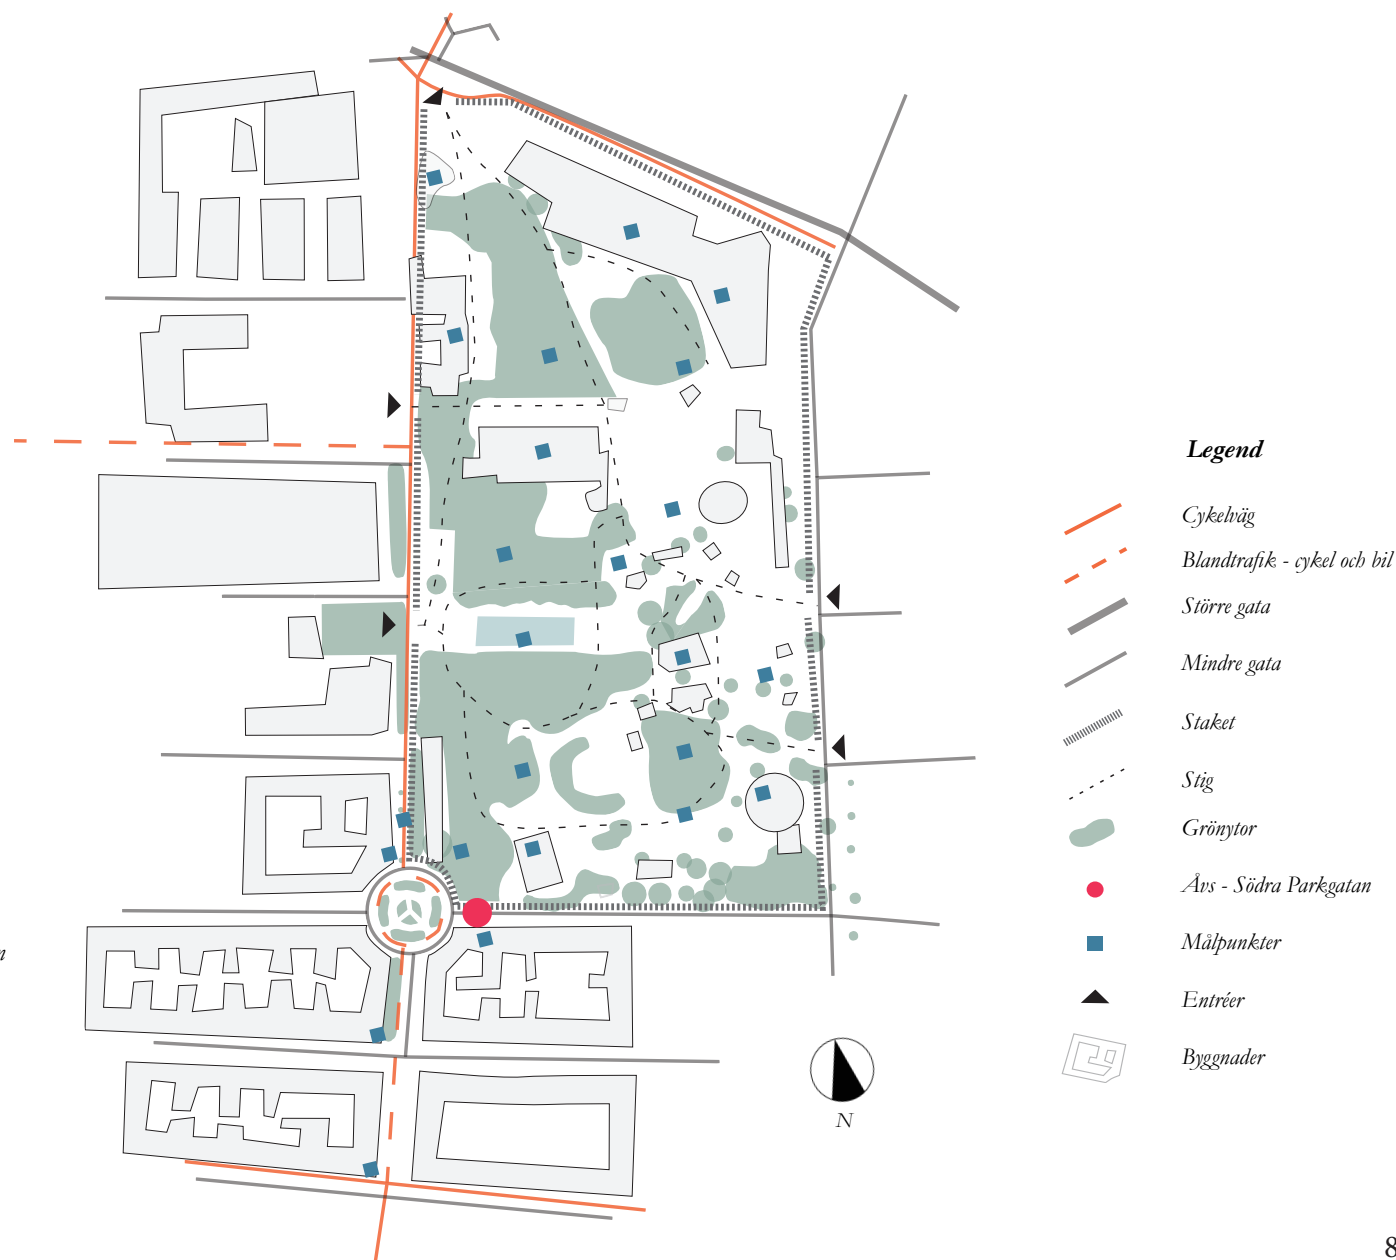 Legend
Cykelväg
Blandtrafik - cykel och bil
Större gata
Mindre gata
Staket
Stig
Grönytor
Åvs - Södra Parkgatan
n
Målpunkter
Entréer
Byggnader
N
8